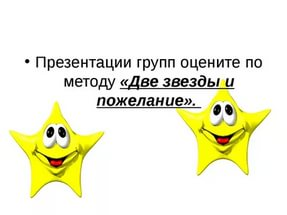 • Презентации групп оцените по
методу «Две звезды и
пожелание».